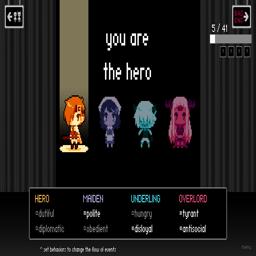 you are
the hero
5 / 41
HERO MAIDEN UNDERLING OVERLORD
¤dutiful ¤polite ¤hungry ¤tyrant
¤diplomatic ¤obedient ¤disloyal ¤antisocial
* set behaviors to change the flow of events